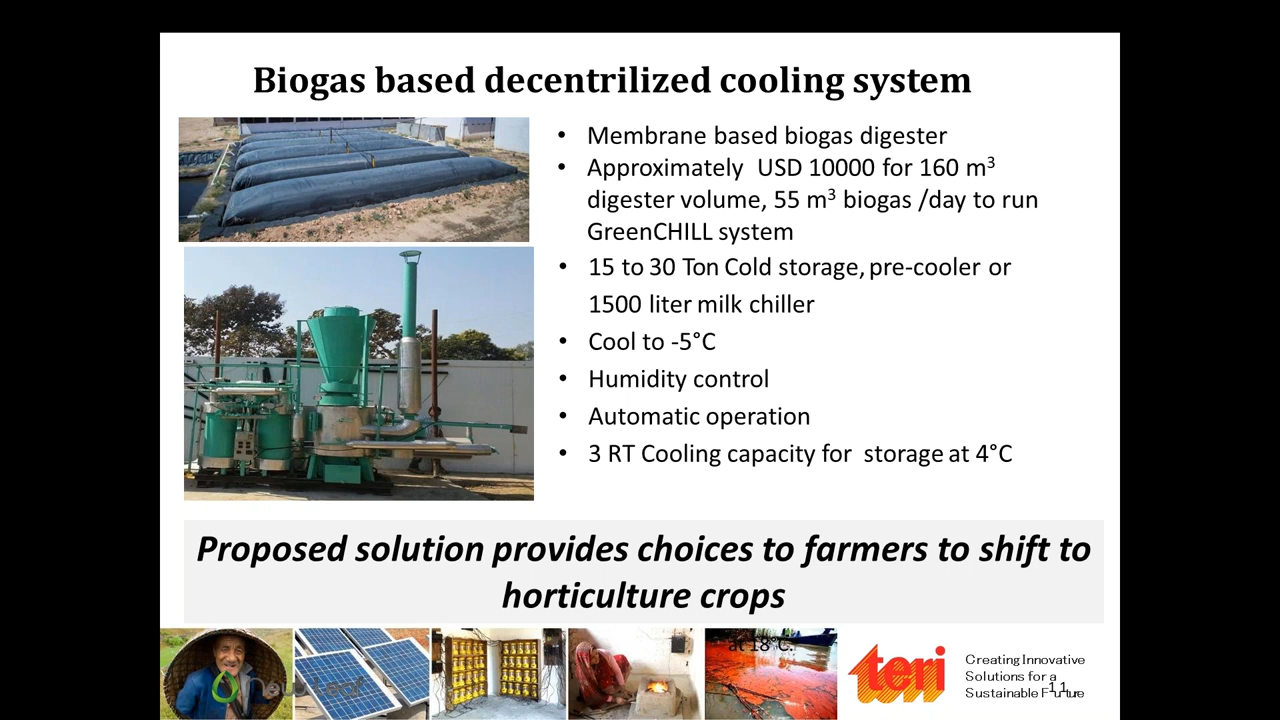 Biogas based decentrilized cooling system
• Membrane based biogas digester
• Approximately USD 10000 for 160 m³
digester volume, 55 m³ biogas /day to run
GreenCHILL system
• 15 to 30 Ton Cold storage, pre-cooler or
1500 liter milk chiller
• Cool to -5°C
• Humidity control
• Automatic operation
• 3 RT Cooling capacity for storage at 4°C
Proposed solution provides choices to farmers to shift to
horticulture crops
at 18°C.
teri
Creating Innovative
Solutions for a
Sustainable Future
11